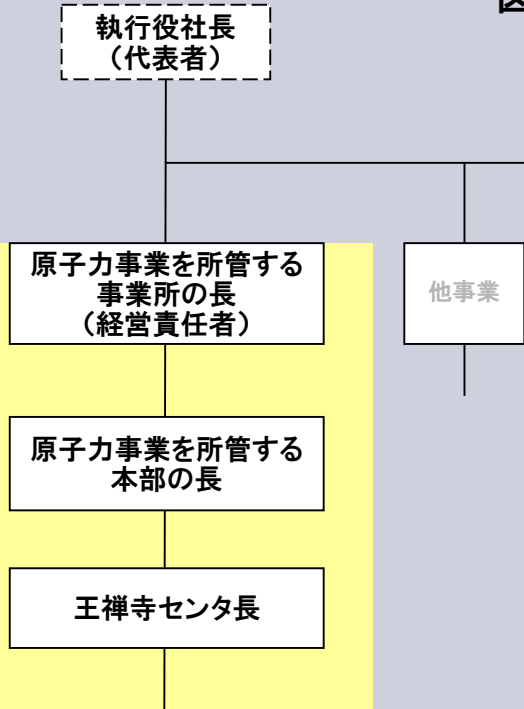 執行役社長
（代表者）
原子力事業を所管する
事業所の長
（経営責任者）
他事業
原子力事業を所管する
本部の長
王禅寺センタ長